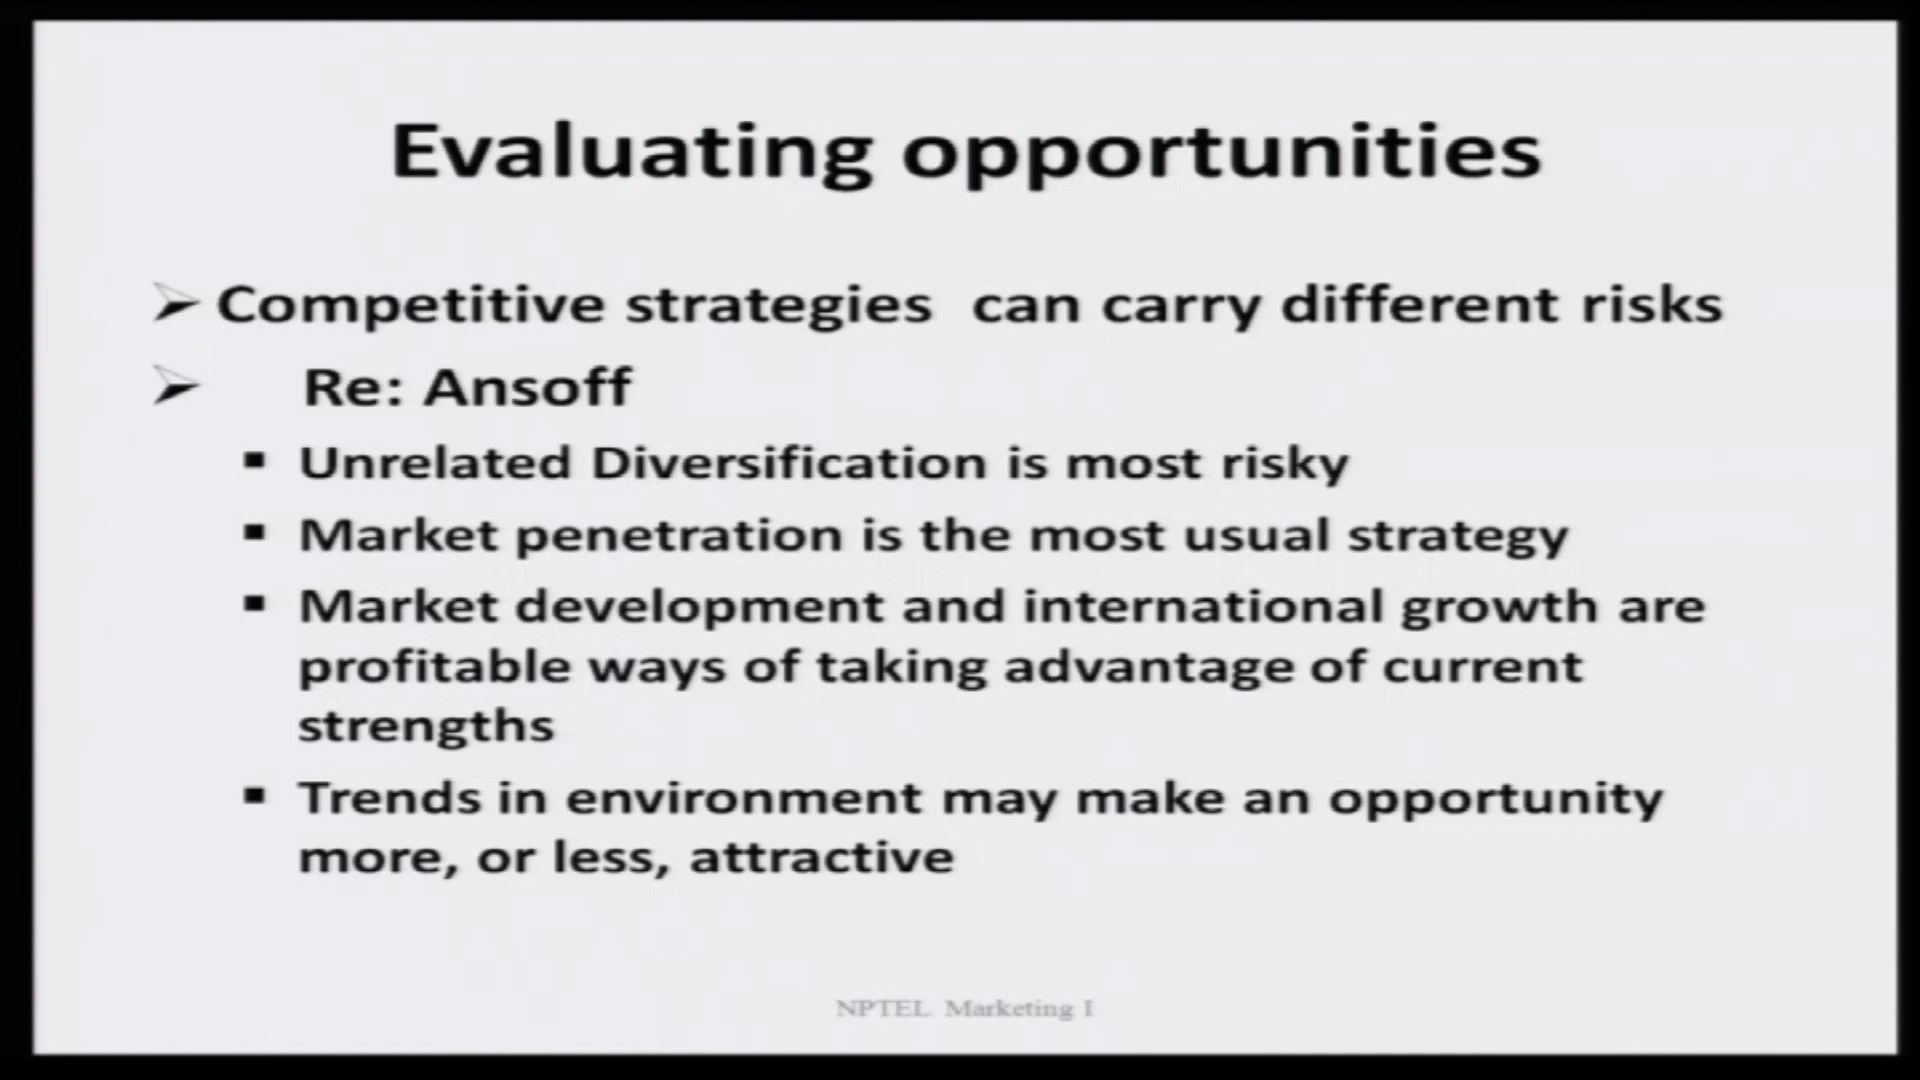 Evaluating opportunities
➢ Competitive strategies can carry different risks
➢ Re: Ansoff
▪ Unrelated Diversification is most risky
▪ Market penetration is the most usual strategy
▪ Market development and international growth are
profitable ways of taking advantage of current
strengths
▪ Trends in environment may make an opportunity
more, or less, attractive
NPTEL Marketing I